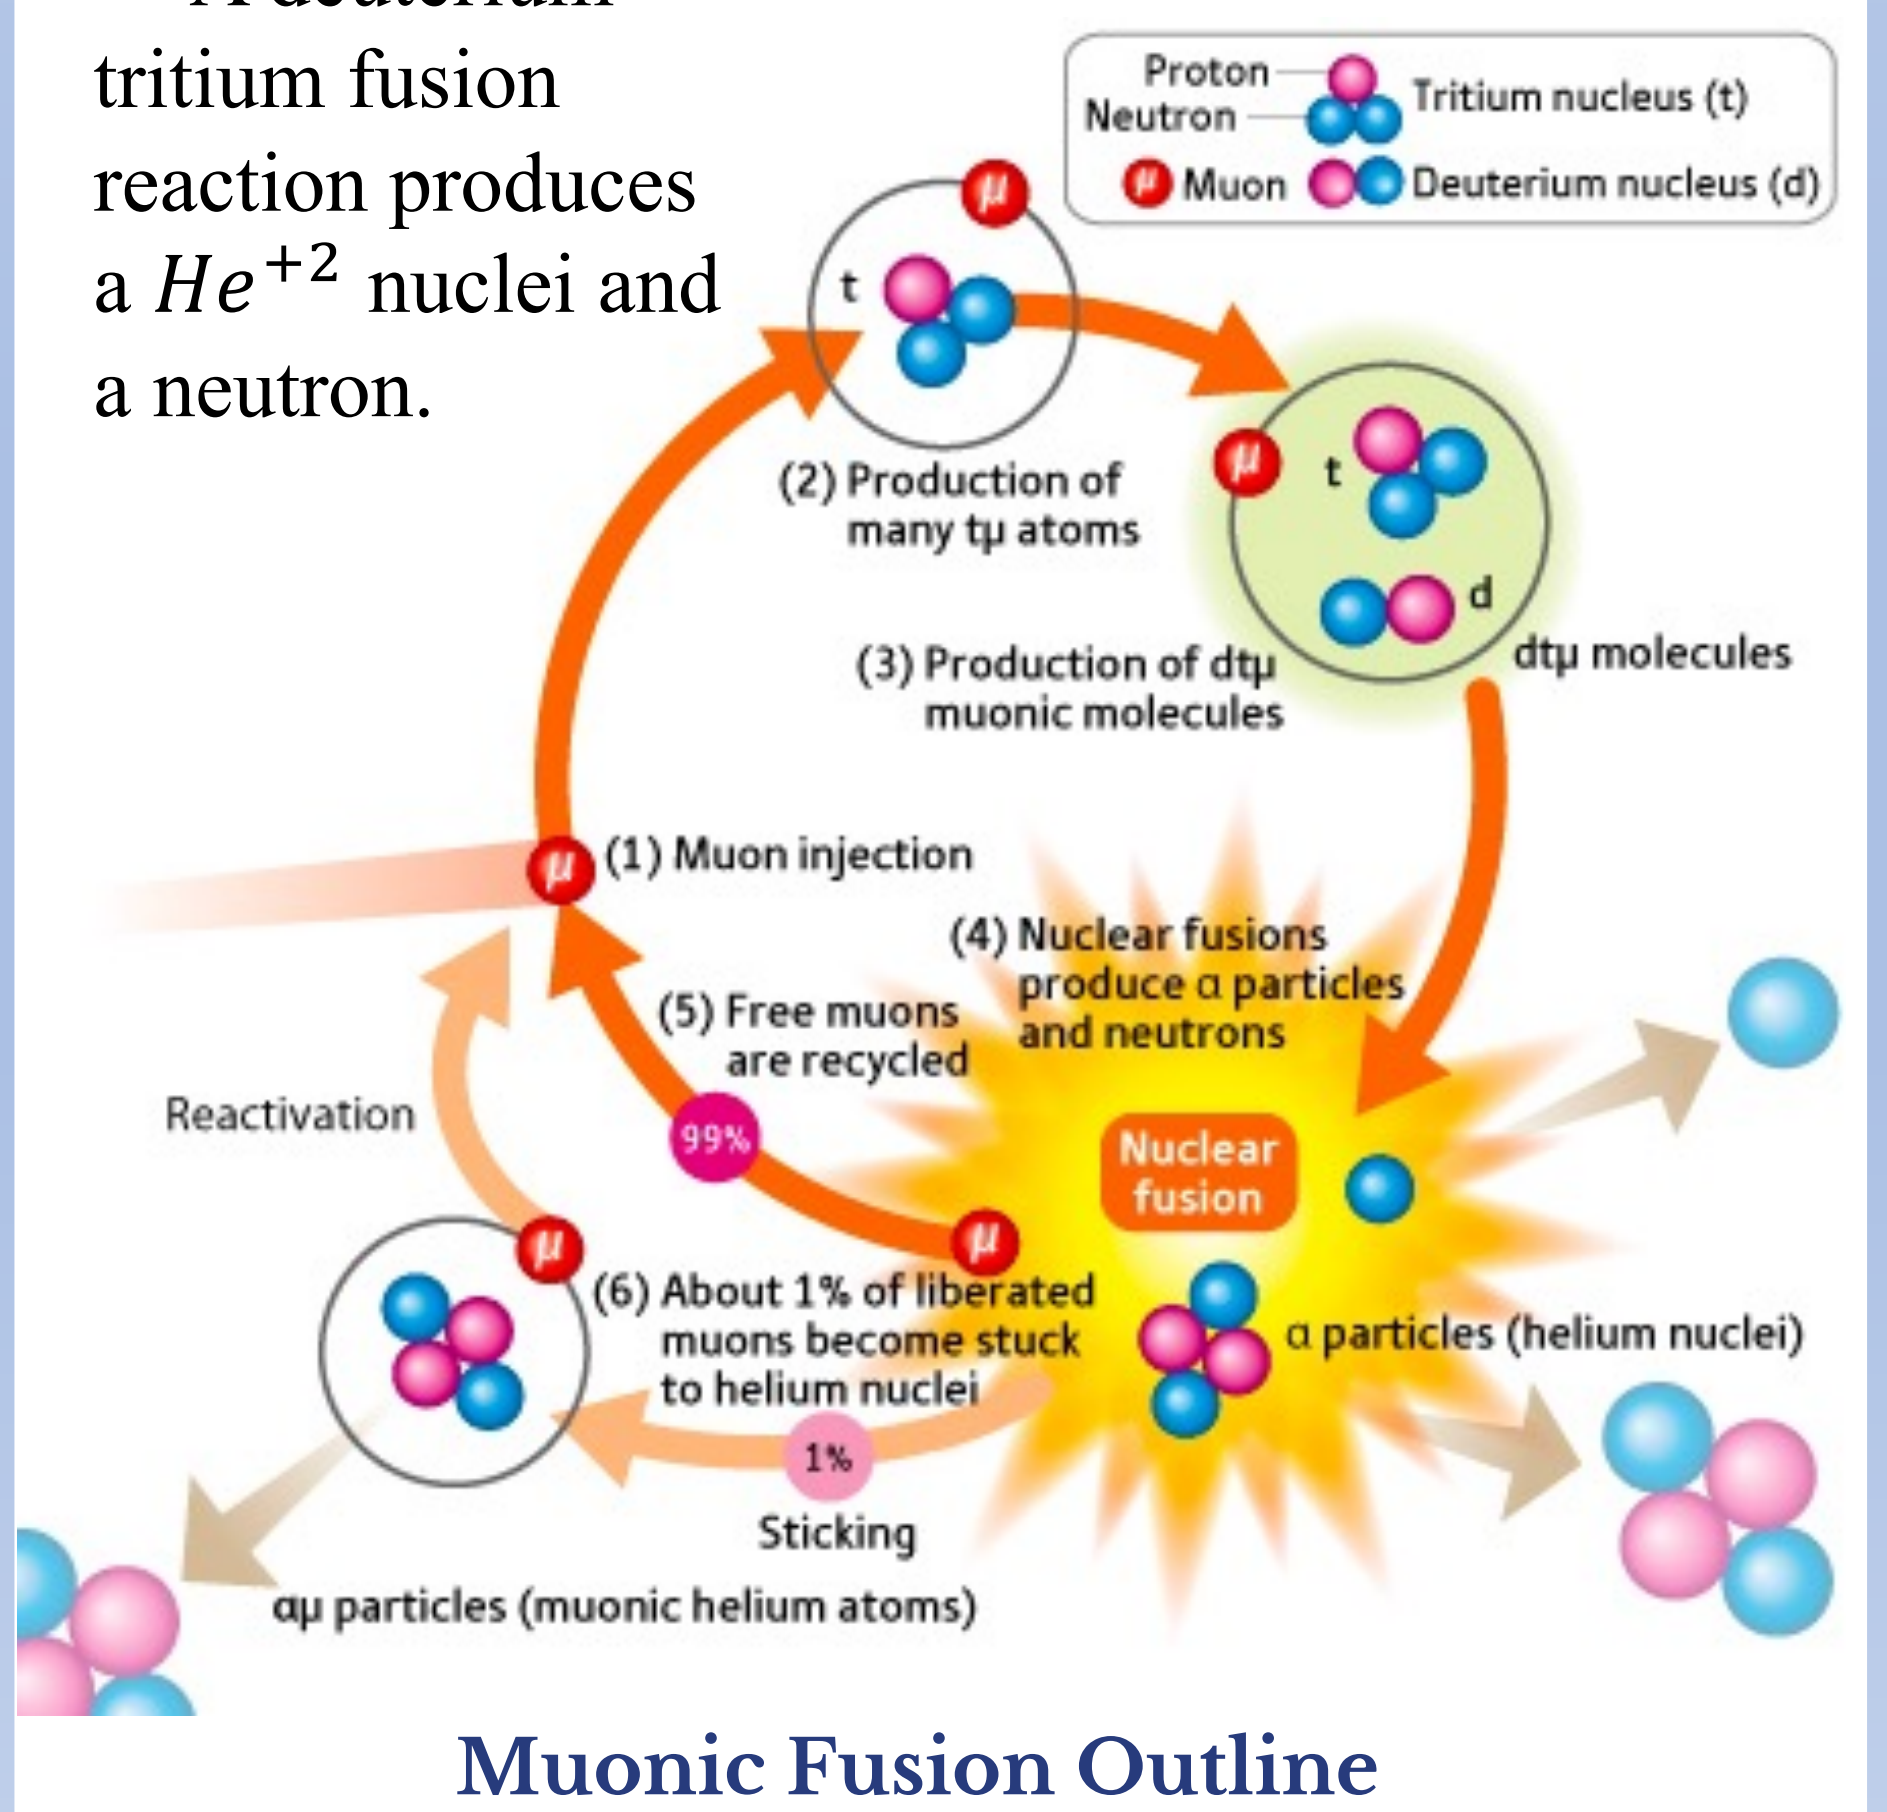 A deuterium
tritium fusion
reaction produces
a He⁺² nuclei and
a neutron.
Proton
Neutron
Tritium nucleus (t)
μ Muon
Deuterium nucleus (d)
μ
t
(2) Production of
many tμ atoms
μ
t
d
dtμ molecules
(3) Production of dtμ
muonic molecules
μ
(1) Muon injection
(4) Nuclear fusions
produce α particles
and neutrons
(5) Free muons
are recycled
Reactivation
99%
Nuclear
fusion
μ
μ
(6) About 1% of liberated
muons become stuck
to helium nuclei
α particles (helium nuclei)
1%
Sticking
αμ particles (muonic helium atoms)
Muonic Fusion Outline